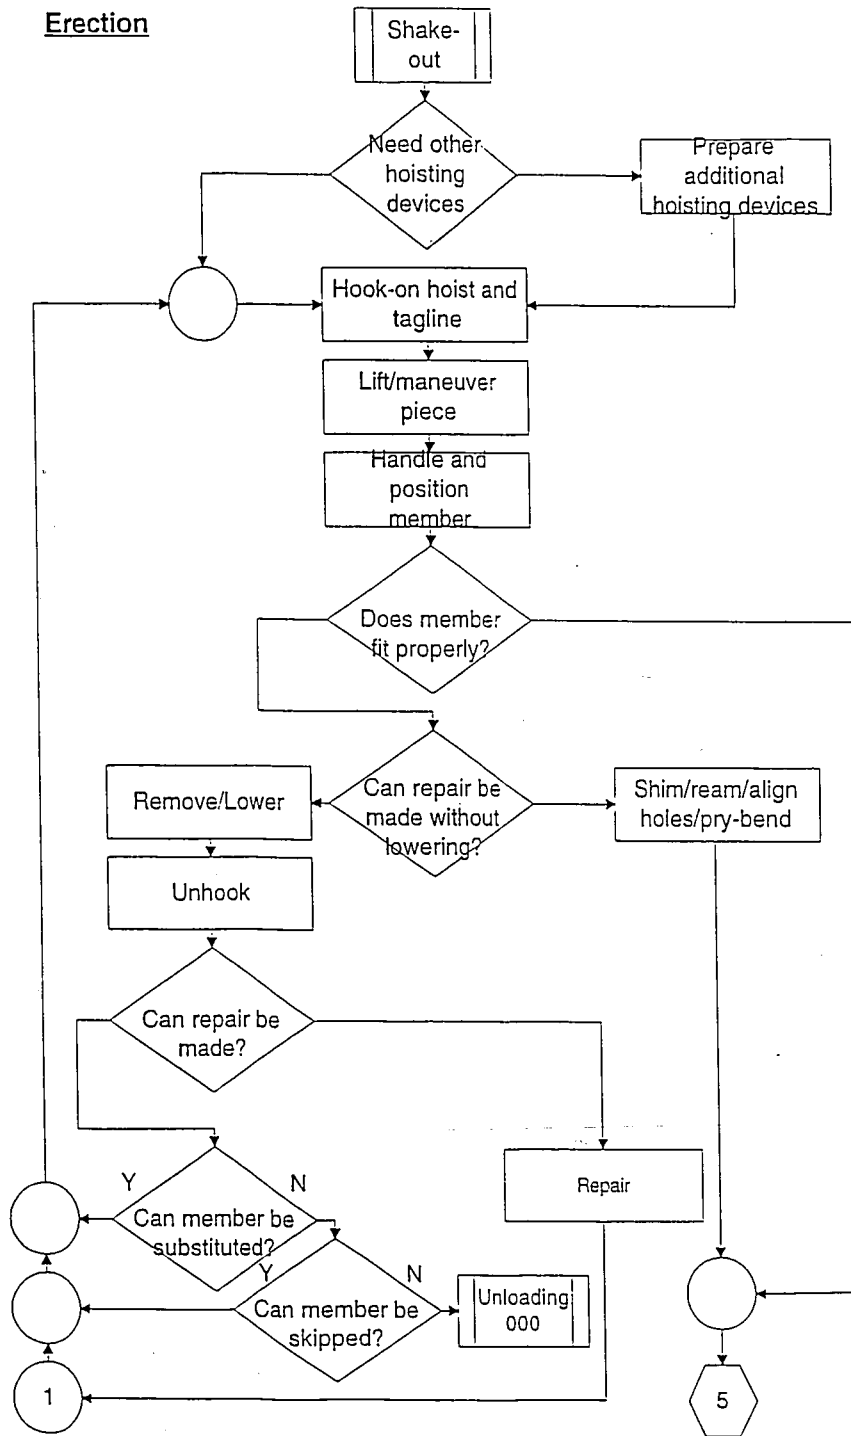 Erection
Shake-
out
Need other
hoisting
devices
Prepare
additional
hoisting devices
Hook-on hoist and
tagline
Lift/maneuver
piece
Handle and
position
member
Does member
fit properly?
Can repair be
made without
lowering?
Remove/Lower
Shim/ream/align
holes/pry-bend
Unhook
Can repair be
made?
Repair
Y
N
Can member be
substituted?
Y
N
Can member be
skipped?
Unloading
000
1
5